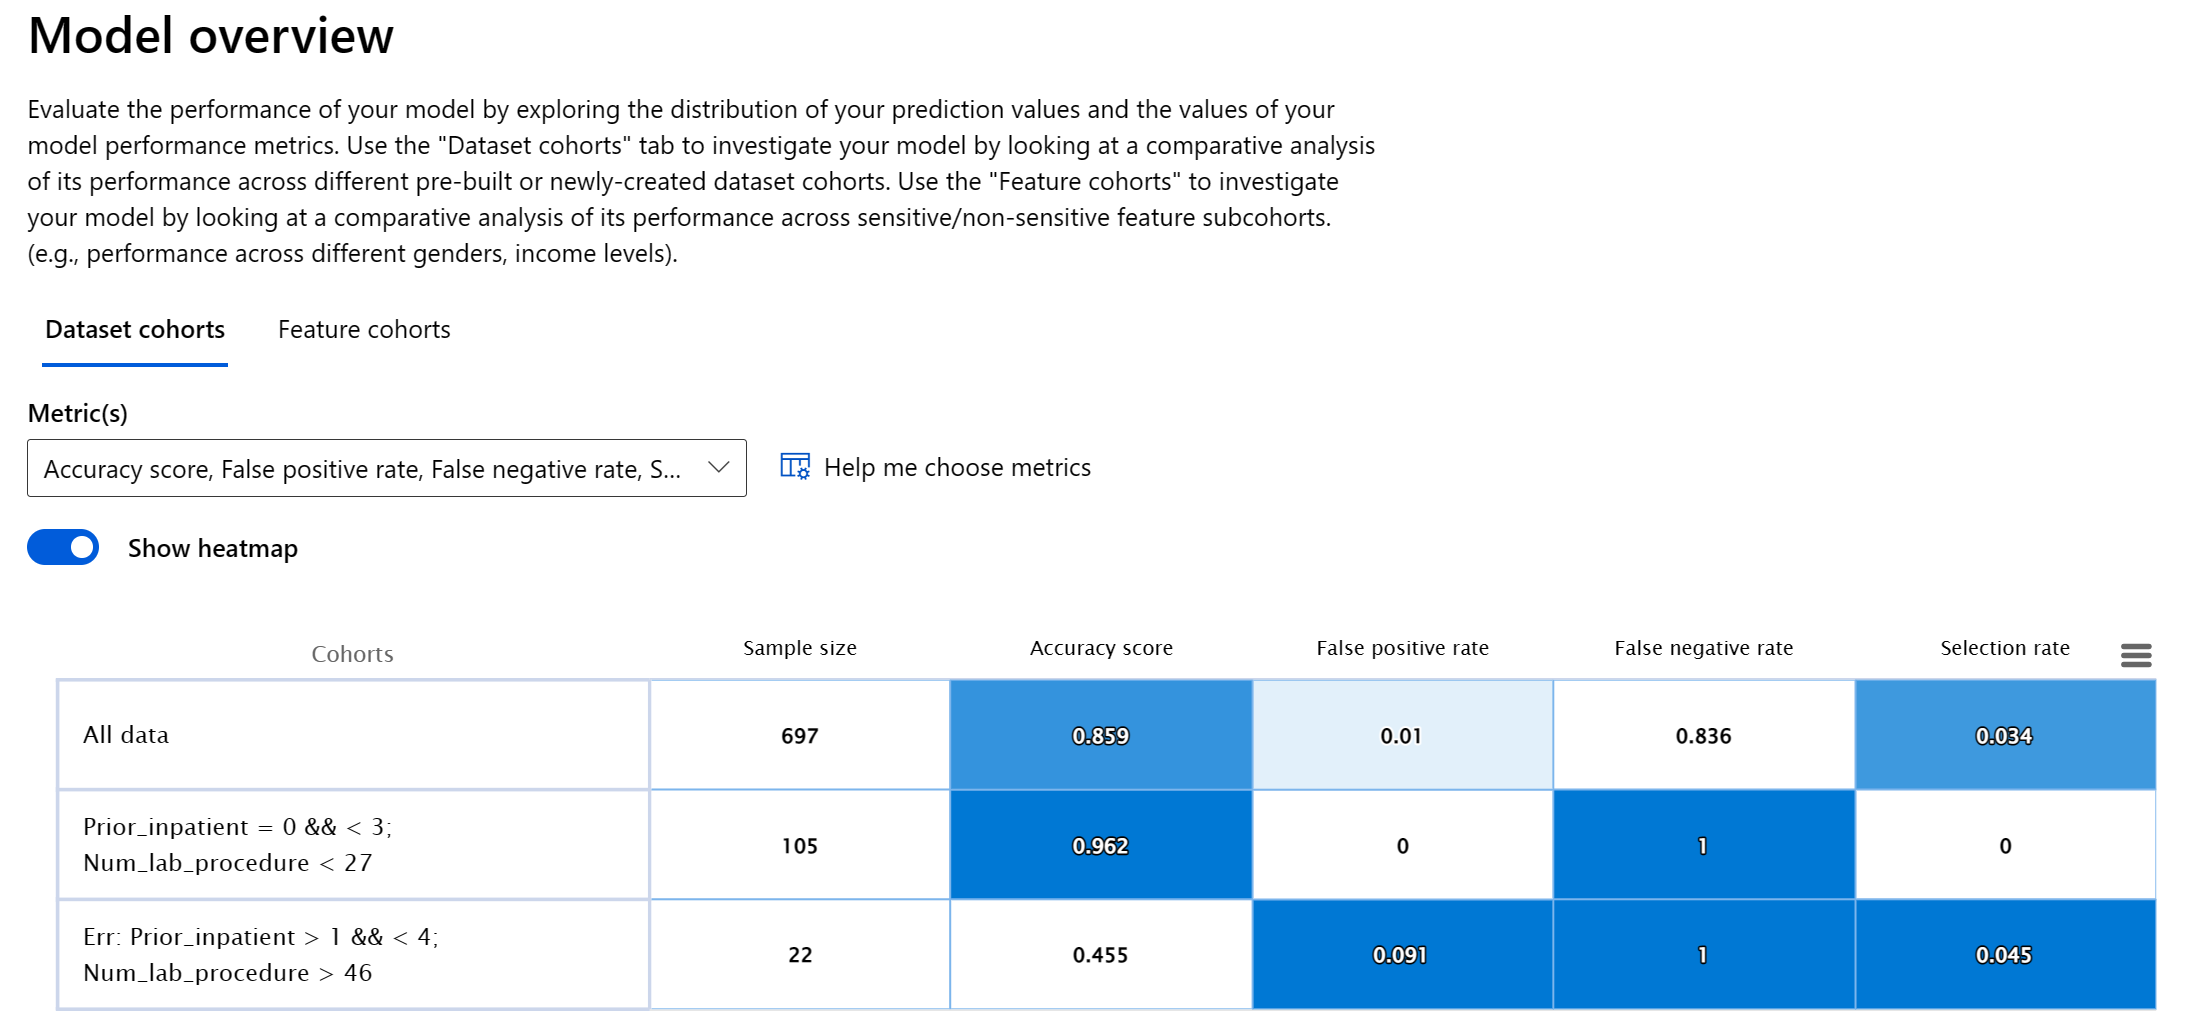 Model overview
Evaluate the performance of your model by exploring the distribution of your prediction values and the values of your
model performance metrics. Use the "Dataset cohorts" tab to investigate your model by looking at a comparative analysis
of its performance across different pre-built or newly-created dataset cohorts. Use the "Feature cohorts" to investigate
your model by looking at a comparative analysis of its performance across sensitive/non-sensitive feature subcohorts.
(e.g., performance across different genders, income levels).
Dataset cohorts Feature cohorts
Metric(s)
Accuracy score, False positive rate, False negative rate, S... Help me choose metrics
Show heatmap
Cohorts Sample size Accuracy score False positive rate False negative rate Selection rate
All data 697 0.859 0.01 0.836 0.034
Prior_inpatient = 0 && < 3;
Num_lab_procedure < 27 105 0.962 0 1 0
Err: Prior_inpatient > 1 && < 4;
Num_lab_procedure > 46 22 0.455 0.091 1 0.045